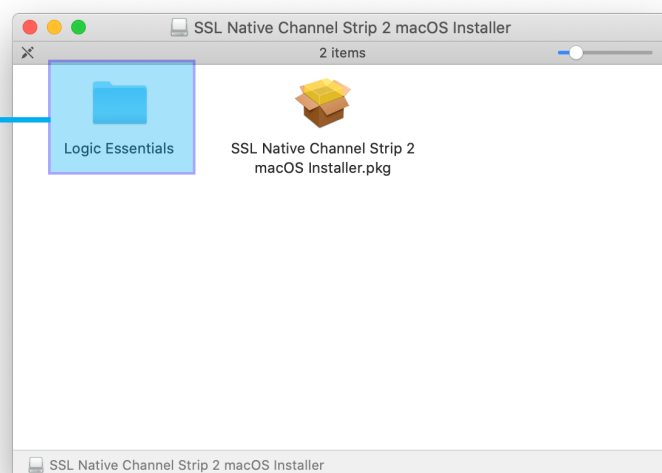 SSL Native Channel Strip 2 macOS Installer
2 items
Logic Essentials
SSL Native Channel Strip 2
macOS Installer.pkg
SSL Native Channel Strip 2 macOS Installer